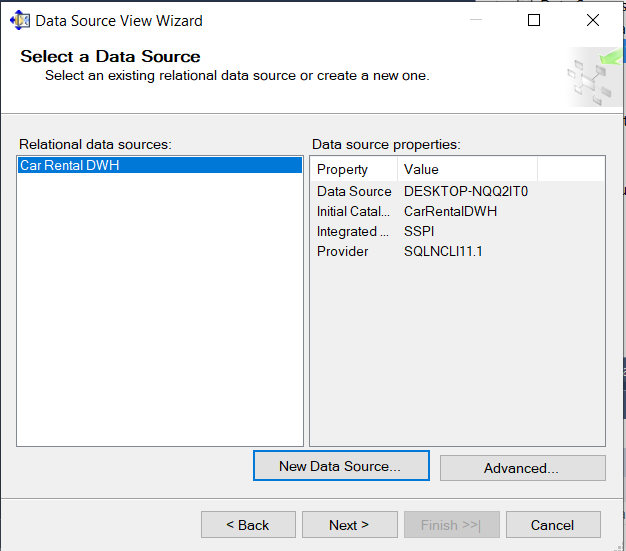 Data Source View Wizard
Select a Data Source
Select an existing relational data source or create a new one.
Relational data sources:
Car Rental DWH
Data source properties:
Property Value
Data Source DESKTOP-NQQ2IT0
Initial Catal... CarRentalDWH
Integrated ... SSPI
Provider SQLNCLI11.1
New Data Source...
Advanced...
< Back
Next >
Finish >>|
Cancel